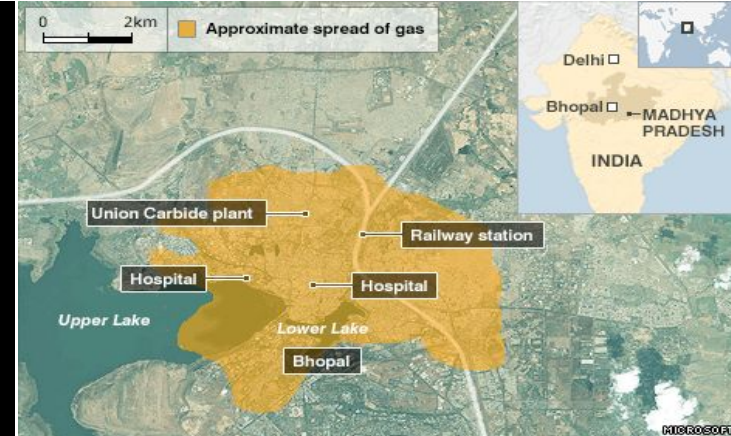 0 2km
Approximate spread of gas
Delhi
Bhopal
MADHYA
PRADESH
INDIA
Union Carbide plant
Railway station
Hospital
Hospital
Upper Lake
Lower Lake
Bhopal
MICROSOFT